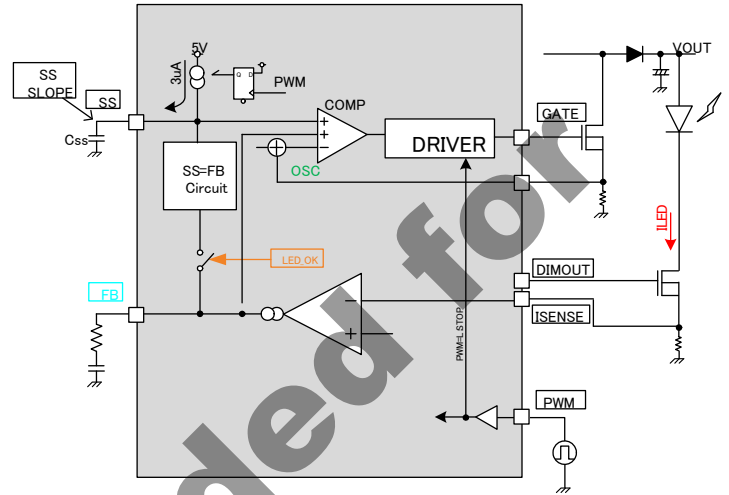 5V
3uA
SS
SLOPE
SS
Css
Q D
PWM
COMP
+
+
−
OSC
DRIVER
GATE
VOUT
SS=FB
Circuit
LED_OK
FB
−
+
PWM=L STOP
ILED
DIMOUT
ISENSE
PWM
ded for